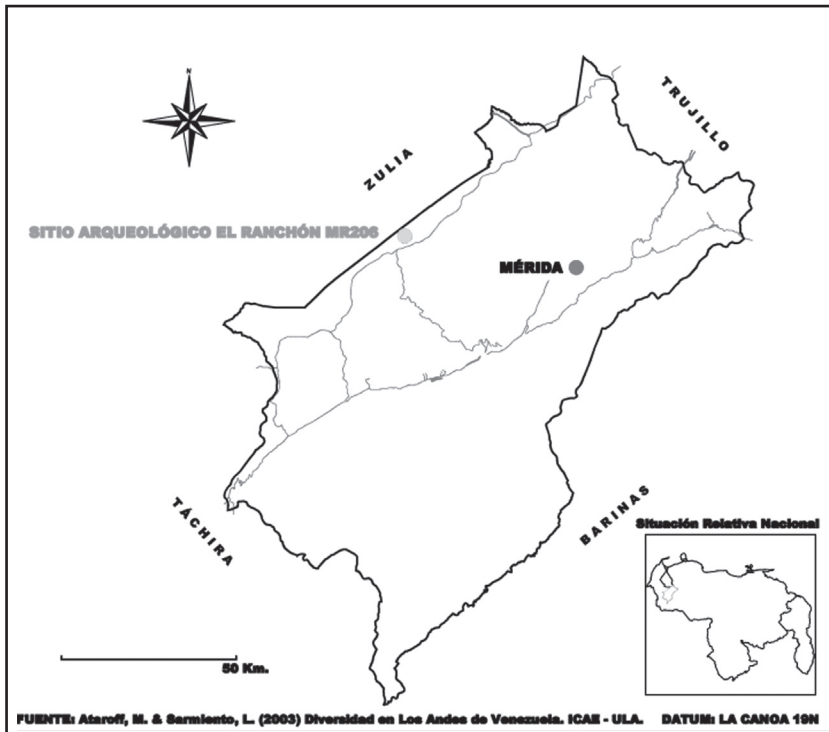 N
TRUJILLO
ZULIA
SITIO ARQUEOLÓGICO EL RANCHÓN MR206
MÉRIDA
TÁCHIRA
BARINAS
Situación Relativa Nacional
50 Km.
FUENTE: Ataroff, M. & Sarmiento, L. (2003) Diversidad en Los Andes de Venezuela. ICAE - ULA. DATUM: LA CANOA 19N